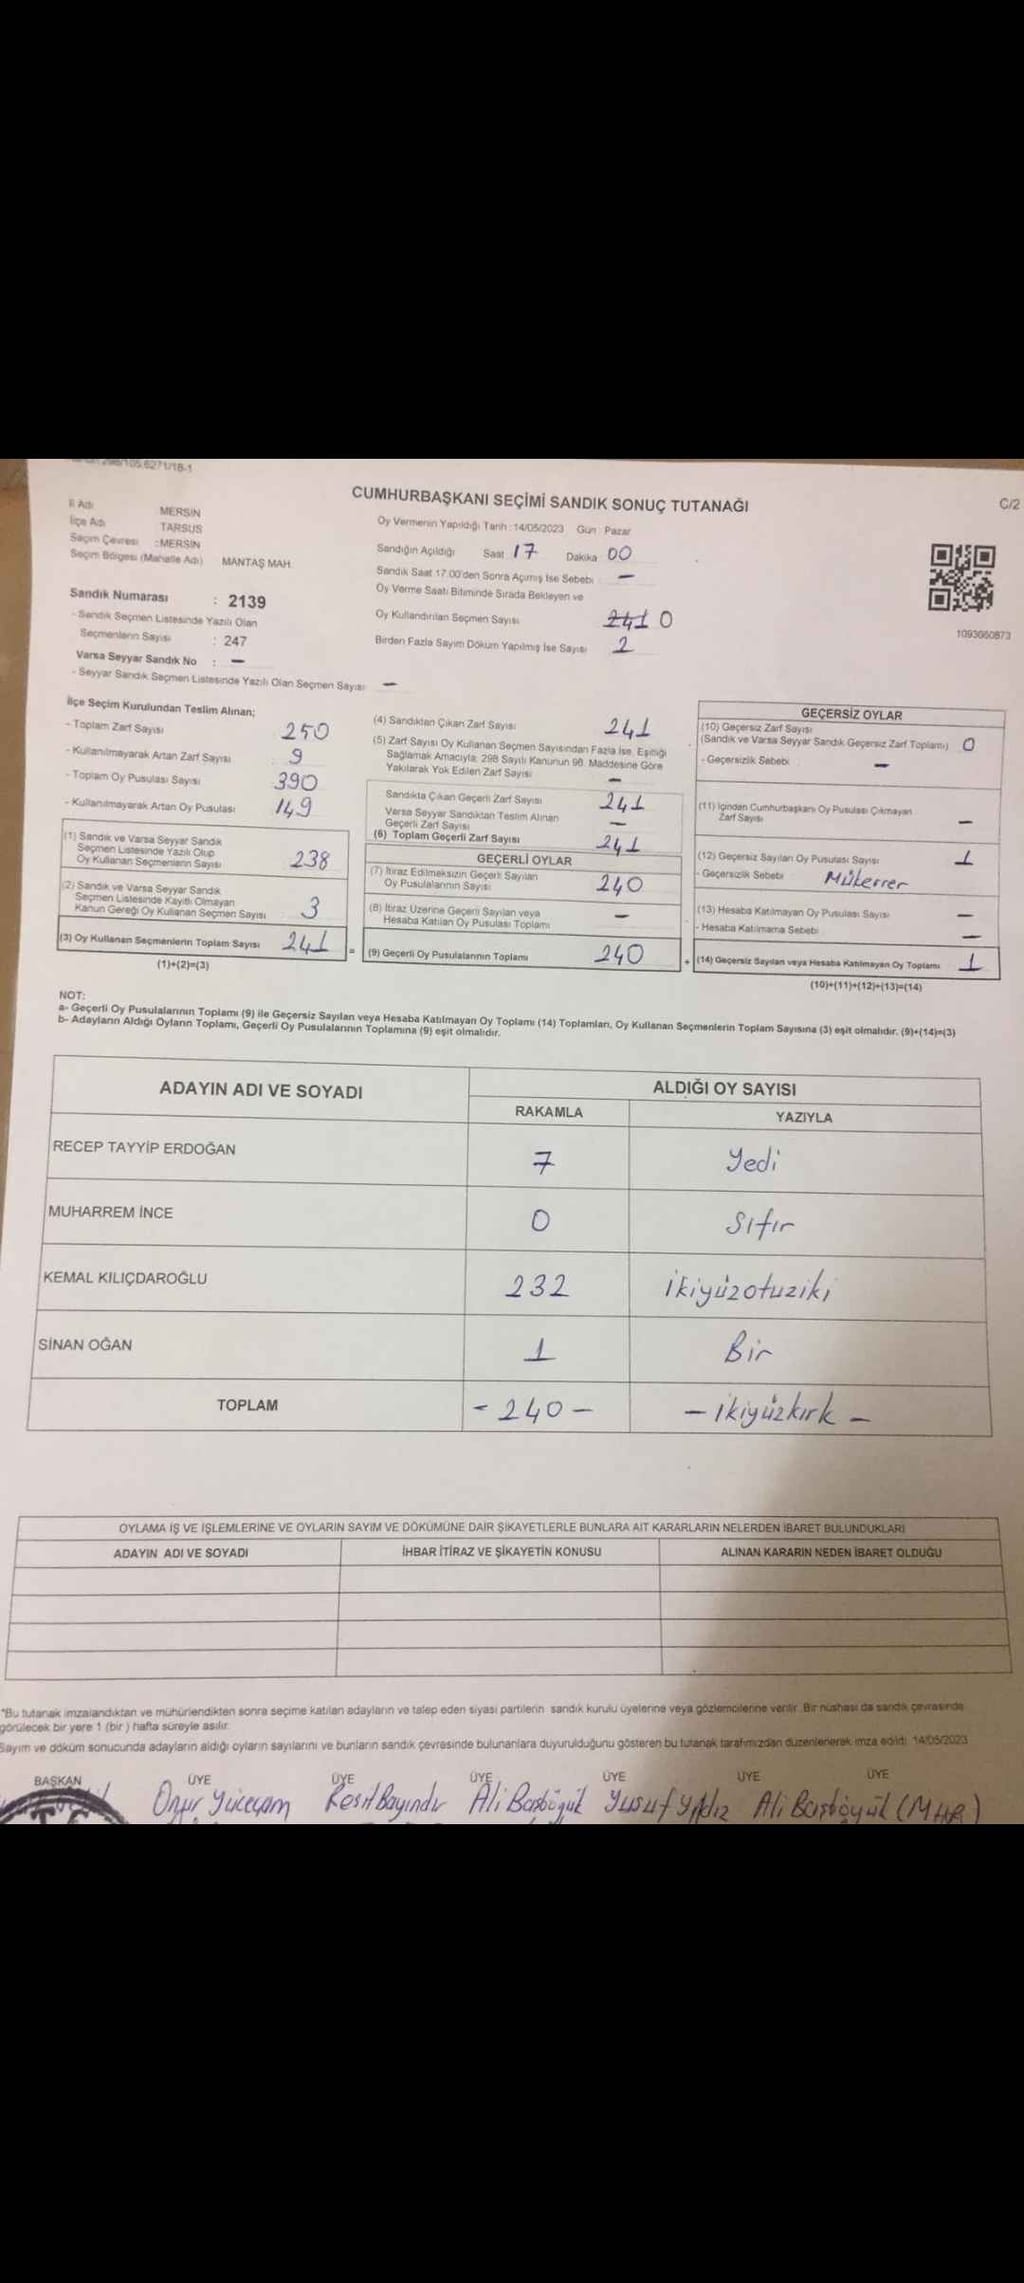 CUMHURBAŞKANI SEÇİMİ SANDIK SONUÇ TUTANAĞI
C/2
İl Adı MERSİN
İlçe Adı TARSUS
Seçim Çevresi :MERSİN
Seçim Bölgesi (Mahalle Adı) MANTAŞ MAH.
Oy Vermenin Yapıldığı Tarih :14/05/2023 Gün : Pazar
Sandığın Açıldığı Saat 17 Dakika 00
Sandık Saat 17.00'den Sonra Açımış İse Sebebi : —
Oy Verme Saati Bitiminde Sırada Bekleyen ve
Oy Kullandırılan Seçmen Sayısı 241 0
Birden Fazla Sayım Döküm Yapılmış İse Sayısı 2
1093060873
Sandık Numarası : 2139
- Sandık Seçmen Listesinde Yazılı Olan
Seçmenlerin Sayısı : 247
Varsa Seyyar Sandık No : —
- Seyyar Sandık Seçmen Listesinde Yazılı Olan Seçmen Sayısı —
İlçe Seçim Kurulundan Teslim Alınan;
- Toplam Zarf Sayısı 250
- Kullanılmayarak Artan Zarf Sayısı 9
- Toplam Oy Pusulası Sayısı 390
- Kullanılmayarak Artan Oy Pusulası 149
(1) Sandık ve Varsa Seyyar Sandık
Seçmen Listesinde Yazılı Olup
Oy Kullanan Seçmenlerin Sayısı 238
(2) Sandık ve Varsa Seyyar Sandık
Seçmen Listesinde Kayıtlı Olmayan
Kanun Gereği Oy Kullanan Seçmen Sayısı 3
(3) Oy Kullanan Seçmenlerin Toplam Sayısı 241 =
(1)+(2)=(3)
(4) Sandıktan Çıkan Zarf Sayısı 241
(5) Zarf Sayısı Oy Kullanan Seçmen Sayısından Fazla İse, Eşitliği
Sağlamak Amacıyla, 298 Sayılı Kanunun 98. Maddesine Göre
Yakılarak Yok Edilen Zarf Sayısı —
Sandıkta Çıkan Geçerli Zarf Sayısı 241
Varsa Seyyar Sandıktan Teslim Alınan
Geçerli Zarf Sayısı —
(6) Toplam Geçerli Zarf Sayısı 241
GEÇERLİ OYLAR
(7) İtiraz Edilmeksizin Geçerli Sayılan
Oy Pusulalarının Sayısı 240
(8) İtiraz Üzerine Geçerli Sayılan veya
Hesaba Katılan Oy Pusulası Toplamı —
(9) Geçerli Oy Pusulalarının Toplamı 240 +
GEÇERSİZ OYLAR
(10) Geçersiz Zarf Sayısı
(Sandık ve Varsa Seyyar Sandık Geçersiz Zarf Toplamı) 0
- Geçersizlik Sebebi —
(11) İçinden Cumhurbaşkanı Oy Pusulası Çıkmayan
Zarf Sayısı —
(12) Geçersiz Sayılan Oy Pusulası Sayısı 1
- Geçersizlik Sebebi Mükerrer
(13) Hesaba Katılmayan Oy Pusulası Sayısı —
- Hesaba Katılmama Sebebi —
(14) Geçersiz Sayılan veya Hesaba Katılmayan Oy Toplamı 1
(10)+(11)+(12)+(13)=(14)
NOT:
a- Geçerli Oy Pusulalarının Toplamı (9) ile Geçersiz Sayılan veya Hesaba Katılmayan Oy Toplamı (14) Toplamları, Oy Kullanan Seçmenlerin Toplam Sayısına (3) eşit olmalıdır. (9)+(14)=(3)
b- Adayların Aldığı Oyların Toplamı, Geçerli Oy Pusulalarının Toplamına (9) eşit olmalıdır.
ADAYIN ADI VE SOYADI ALDIĞI OY SAYISI
RAKAMLA YAZIYLA
RECEP TAYYİP ERDOĞAN 7 Yedi
MUHARREM İNCE 0 Sıfır
KEMAL KILIÇDAROĞLU 232 ikiyüzotuziki
SİNAN OĞAN 1 Bir
TOPLAM - 240 - - ikiyüzkırk -
OYLAMA İŞ VE İŞLEMLERİNE VE OYLARIN SAYIM VE DÖKÜMÜNE DAİR ŞİKAYETLERLE BUNLARA AİT KARARLARIN NELERDEN İBARET BULUNDUKLARI
ADAYIN ADI VE SOYADI İHBAR İTİRAZ VE ŞİKAYETİN KONUSU ALINAN KARARIN NEDEN İBARET OLDUĞU
*Bu tutanak imzalandıktan ve mühürlendikten sonra seçime katılan adayların ve talep eden siyasi partilerin sandık kurulu üyelerine veya gözlemcilerine verilir. Bir nüshası da sandık çevresinde
görülecek bir yere 1 (bir ) hafta süreyle asılır.
Sayım ve döküm sonucunda adayların aldığı oyların sayılarını ve bunların sandık çevresinde bulunanlara duyurulduğunu gösteren bu tutanak tarafımızdan düzenlenerek imza edildi. 14/05/2023
BAŞKAN ÜYE ÜYE ÜYE ÜYE ÜYE ÜYE
Onur Yüceçam Reşit Bayındır Ali Başbüyük Yusuf Yıldız Ali Başbüyük (MHP)